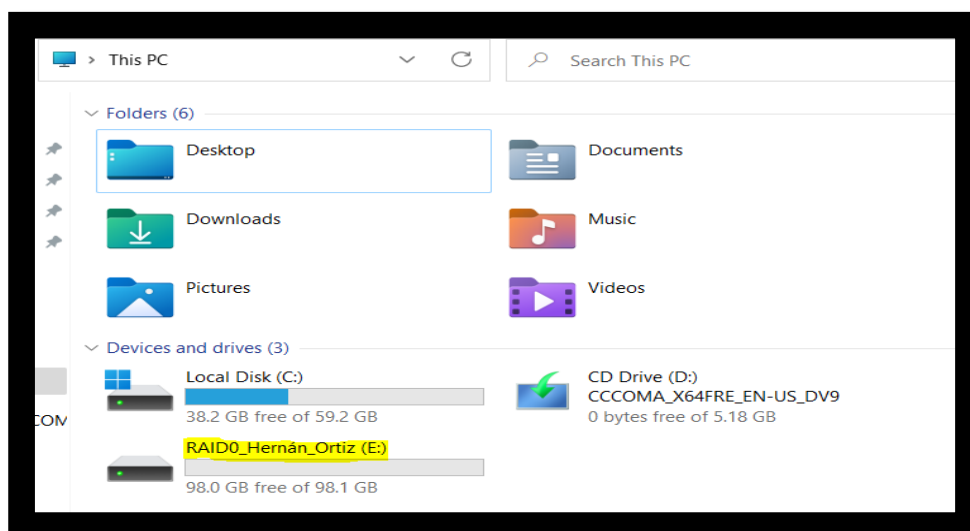 This PC
Search This PC
Folders (6)
Desktop
Documents
Downloads
Music
Pictures
Videos
Devices and drives (3)
Local Disk (C:)
38.2 GB free of 59.2 GB
CD Drive (D:)
CCCOMA_X64FRE_EN-US_DV9
0 bytes free of 5.18 GB
COM
RAID0_Hernán_Ortiz (E:)
98.0 GB free of 98.1 GB